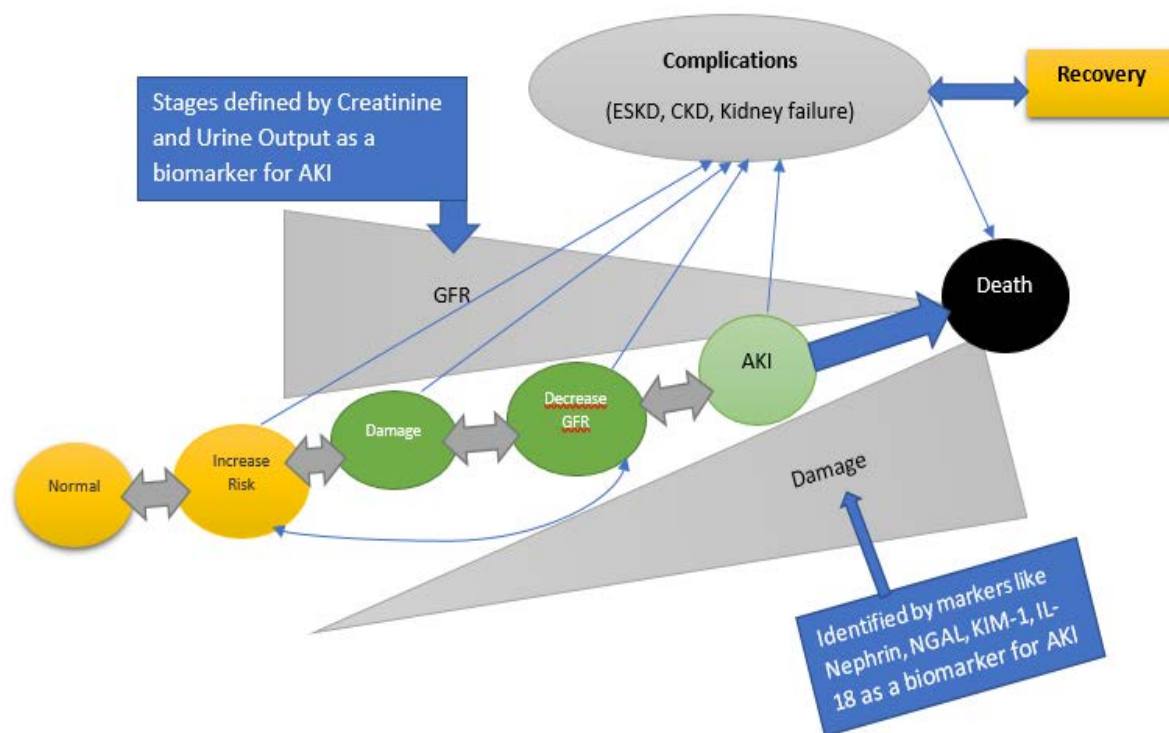 Complications
(ESKD, CKD, Kidney failure)
Recovery
Stages defined by Creatinine
and Urine Output as a
biomarker for AKI
GFR
Death
AKI
Decrease
GFR
Damage
Increase
Risk
Normal
Damage
Identified by markers like
Nephrin, NGAL, KIM-1, IL-
18 as a biomarker for AKI